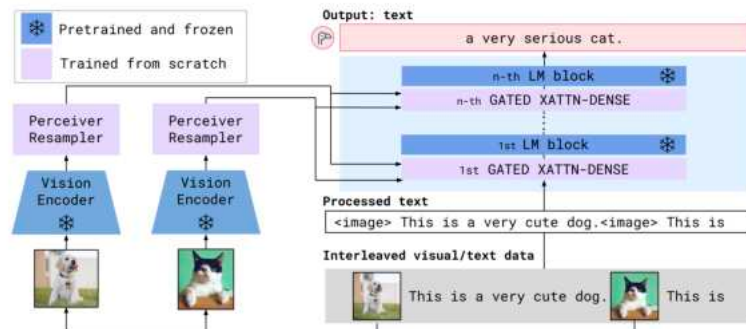 Pretrained and frozen
Trained from scratch
Perceiver
Resampler
Perceiver
Resampler
Vision
Encoder
Vision
Encoder
Output: text
a very serious cat.
n-th LM block
n-th GATED XATTN-DENSE
1st LM block
1st GATED XATTN-DENSE
Processed text
<image> This is a very cute dog.<image> This is
Interleaved visual/text data
This is a very cute dog.
This is